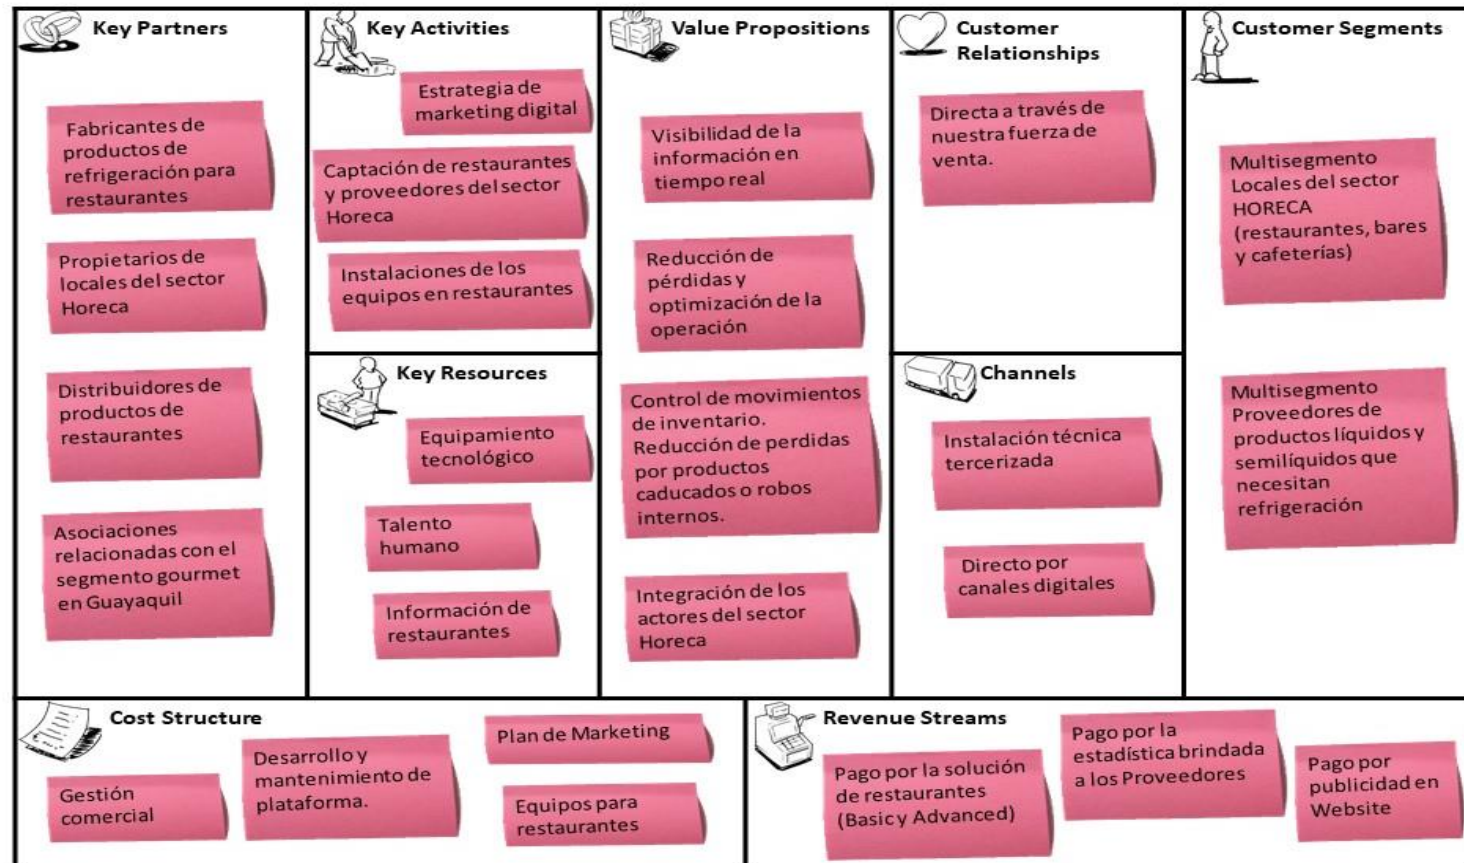 Key Partners
Fabricantes de
productos de
refrigeración para
restaurantes
Propietarios de
locales del sector
Horeca
Distribuidores de
productos de
restaurantes
Asociaciones
relacionadas con el
segmento gourmet
en Guayaquil
Key Activities
Estrategia de
marketing digital
Captación de restaurantes
y proveedores del sector
Horeca
Instalaciones de los
equipos en restaurantes
Key Resources
Equipamiento
tecnológico
Talento
humano
Información de
restaurantes
Value Propositions
Visibilidad de la
información en
tiempo real
Reducción de
pérdidas y
optimización de la
operación
Control de movimientos
de inventario.
Reducción de perdidas
por productos
caducados o robos
internos.
Integración de los
actores del sector
Horeca
Customer
Relationships
Directa a través de
nuestra fuerza de
venta.
Channels
Instalación técnica
tercerizada
Directo por
canales digitales
Customer Segments
Multisegmento
Locales del sector
HORECA
(restaurantes, bares
y cafeterías)
Multisegmento
Proveedores de
productos líquidos y
semilíquidos que
necesitan
refrigeración
Cost Structure
Gestión
comercial
Desarrollo y
mantenimiento de
plataforma.
Plan de Marketing
Equipos para
restaurantes
Revenue Streams
Pago por la solución
de restaurantes
(Basic y Advanced)
Pago por la
estadística brindada
a los Proveedores
Pago por
publicidad en
Website